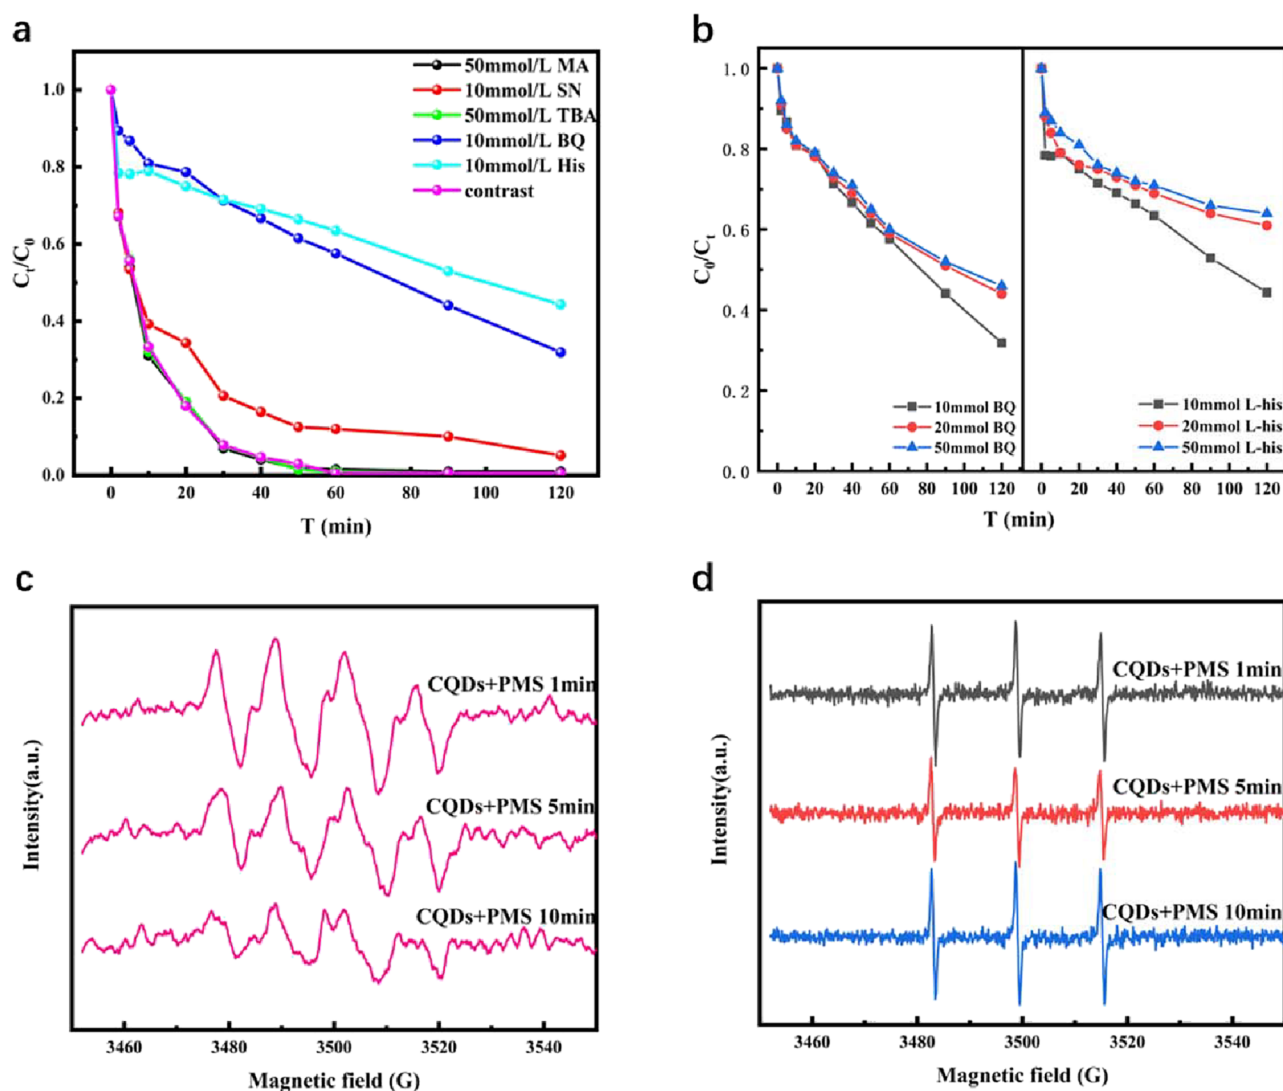 a
50mmol/L MA
10mmol/L SN
50mmol/L TBA
10mmol/L BQ
10mmol/L His
contrast
1.0
0.8
0.6
0.4
0.2
0.0
Ct/C0
0 20 40 60 80 100 120
T (min)
b
1. 0
0. 8
0. 6
0. 4
0. 2
0. 0
C0/Ct
10mmol BQ
20mmol BQ
50mmol BQ
10mmol L-his
20mmol L-his
50mmol L-his
0 20 40 60 80 100 120 0 20 40 60 80 100 120
T (min)
c
CQDs+PMS 1min
CQDs+PMS 5min
CQDs+PMS 10min
Intensity(a.u.)
3460 3480 3500 3520 3540
Magnetic field (G)
d
CQDs+PMS 1min
CQDs+PMS 5min
CQDs+PMS 10min
Intensity(a.u.)
3460 3480 3500 3520 3540
Magnetic field (G)